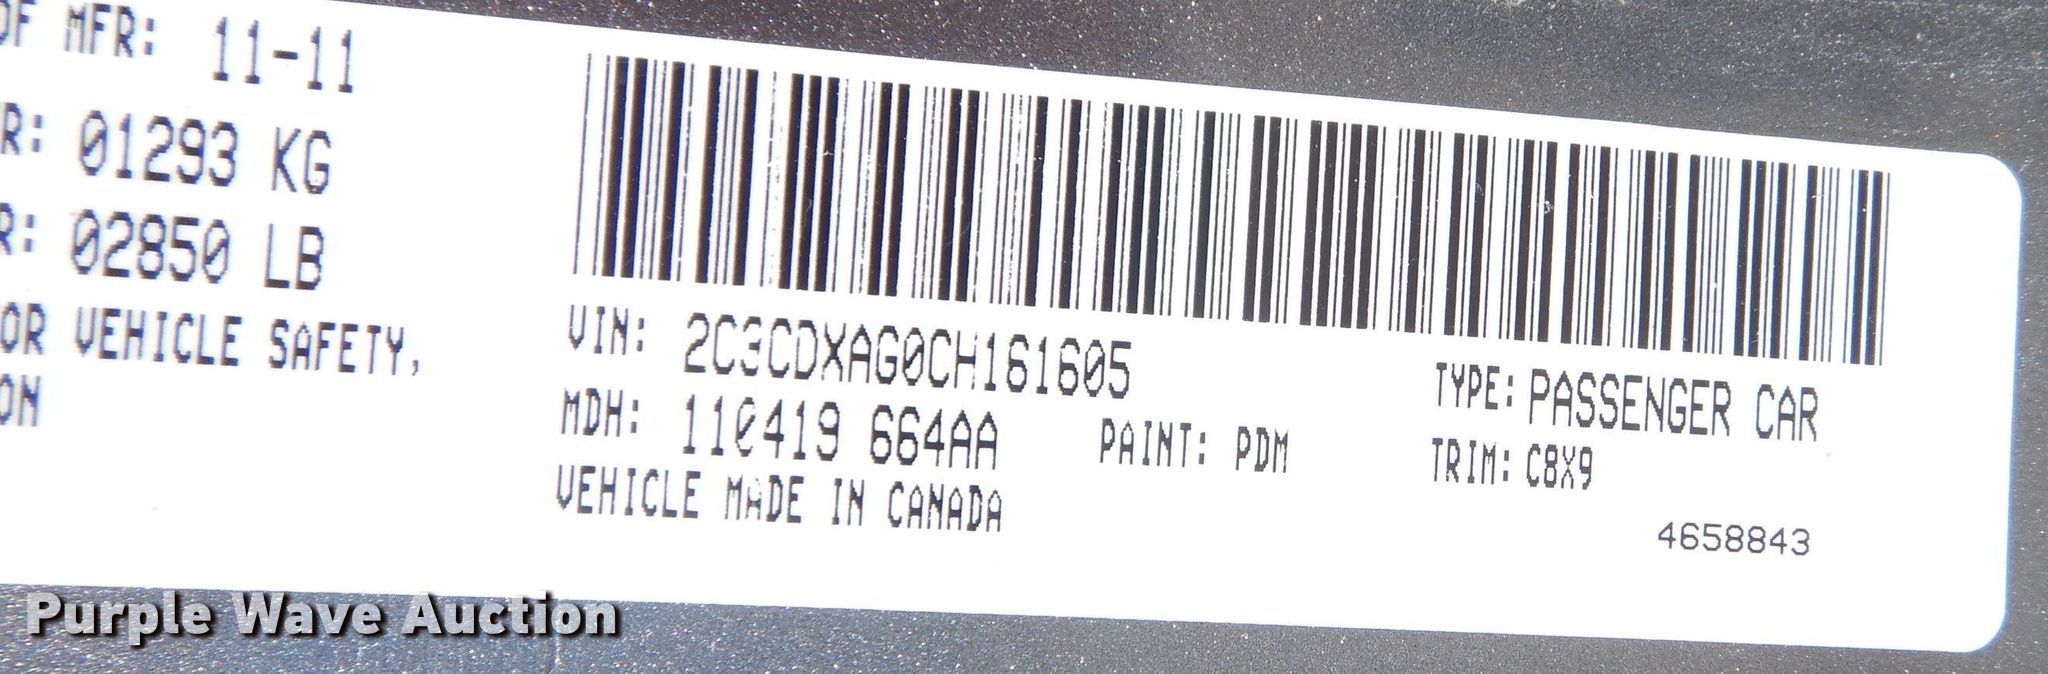 OF MFR: 11-11
R: 01293 KG
R: 02850 LB
OR VEHICLE SAFETY,
ON
VIN: 2C3CDXAG0CH161605
TYPE: PASSENGER CAR
MDH: 110419 664AA
PAINT: PDM
TRIM: C8X9
VEHICLE MADE IN CANADA
4658843
Purple Wave Auction